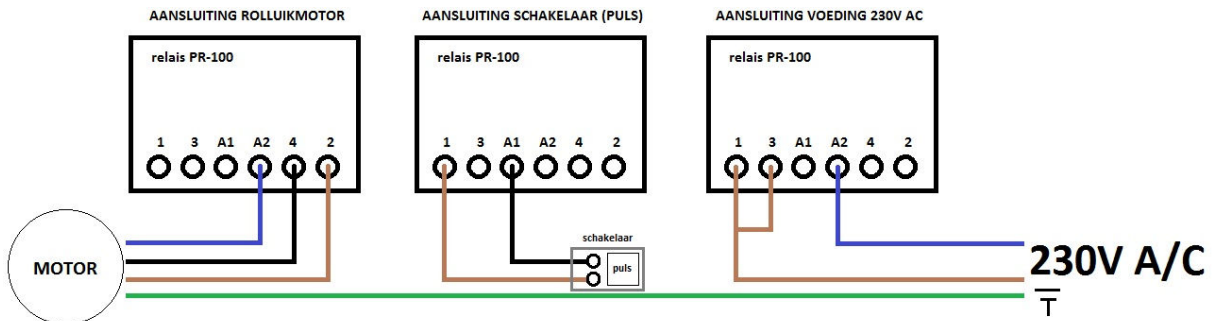 AANSLUITING ROLLUIKMOTOR
AANSLUITING SCHAKELAAR (PULS)
AANSLUITING VOEDING 230V AC
relais PR-100
relais PR-100
relais PR-100
1 3 A1 A2 4 2
1 3 A1 A2 4 2
1 3 A1 A2 4 2
MOTOR
schakelaar
puls
230V A/C
T